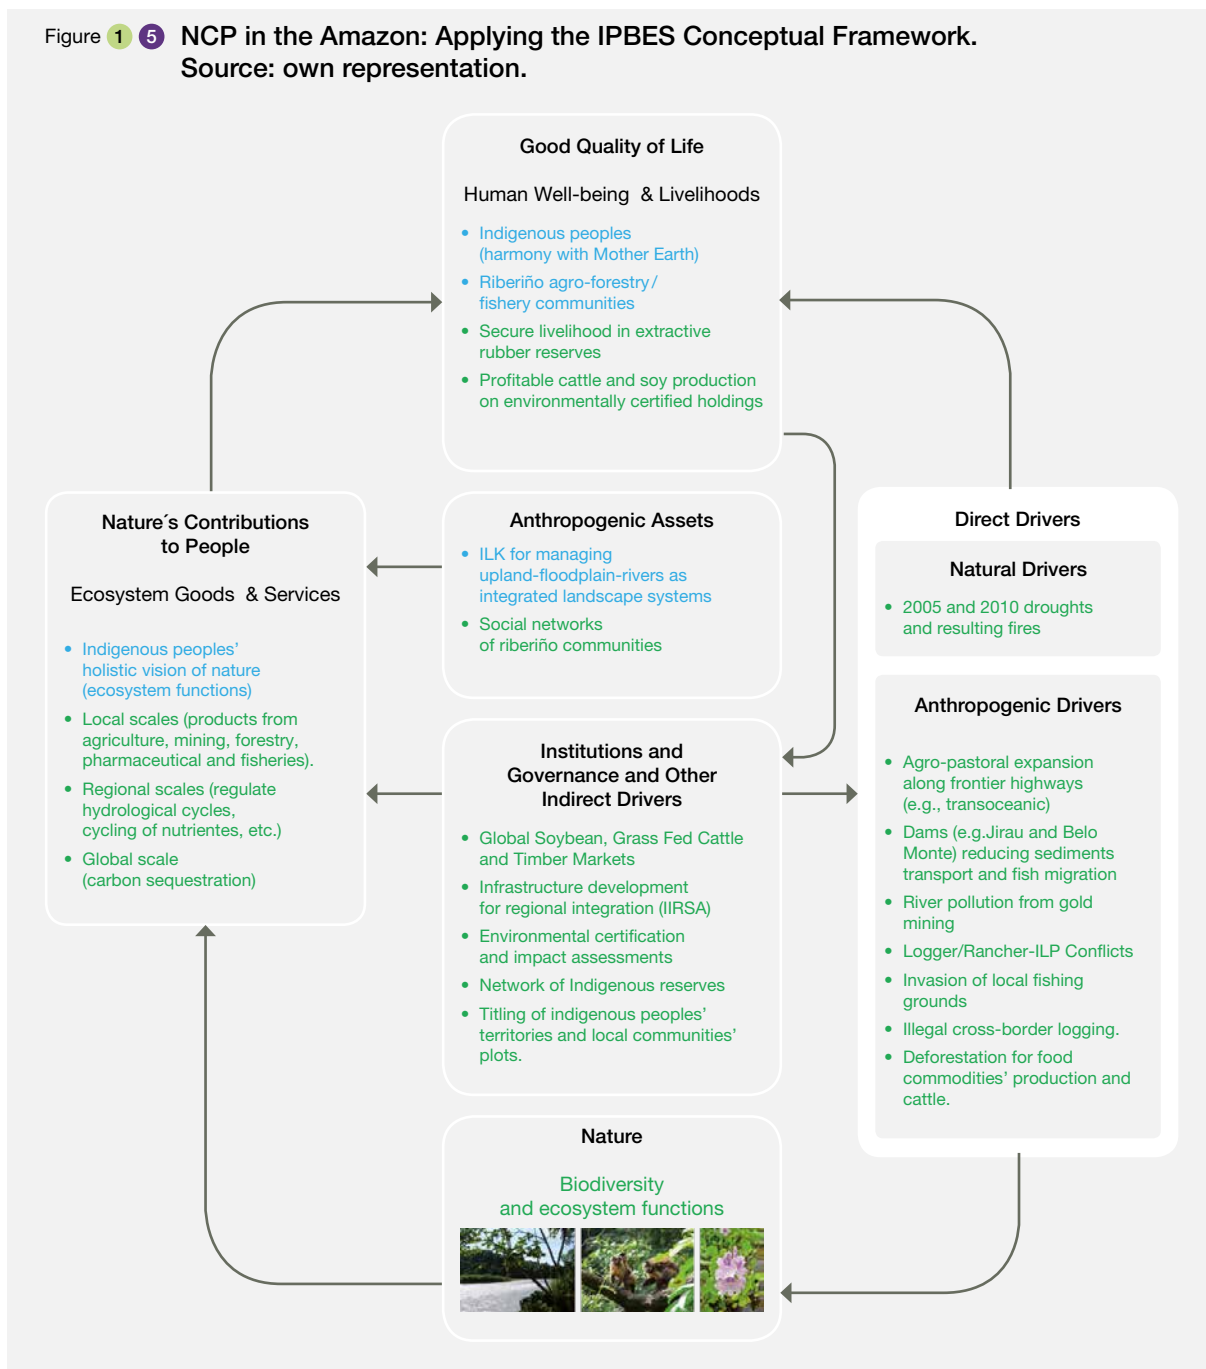 Figure 1 5 NCP in the Amazon: Applying the IPBES Conceptual Framework.
Source: own representation.
Good Quality of Life
Human Well-being & Livelihoods
• Indigenous peoples
(harmony with Mother Earth)
• Riberiño agro-forestry/
fishery communities
• Secure livelihood in extractive
rubber reserves
• Profitable cattle and soy production
on environmentally certified holdings
Nature´s Contributions
to People
Ecosystem Goods & Services
• Indigenous peoples'
holistic vision of nature
(ecosystem functions)
• Local scales (products from
agriculture, mining, forestry,
pharmaceutical and fisheries).
• Regional scales (regulate
hydrological cycles,
cycling of nutrientes, etc.)
• Global scale
(carbon sequestration)
Anthropogenic Assets
• ILK for managing
upland-floodplain-rivers as
integrated landscape systems
• Social networks
of riberiño communities
Institutions and
Governance and Other
Indirect Drivers
• Global Soybean, Grass Fed Cattle
and Timber Markets
• Infrastructure development
for regional integration (IIRSA)
• Environmental certification
and impact assessments
• Network of Indigenous reserves
• Titling of indigenous peoples'
territories and local communities'
plots.
Direct Drivers
Natural Drivers
• 2005 and 2010 droughts
and resulting fires
Anthropogenic Drivers
• Agro-pastoral expansion
along frontier highways
(e.g., transoceanic)
• Dams (e.g.Jirau and Belo
Monte) reducing sediments
transport and fish migration
• River pollution from gold
mining
• Logger/Rancher-ILP Conflicts
• Invasion of local fishing
grounds
• Illegal cross-border logging.
• Deforestation for food
commodities' production and
cattle.
Nature
Biodiversity
and ecosystem functions